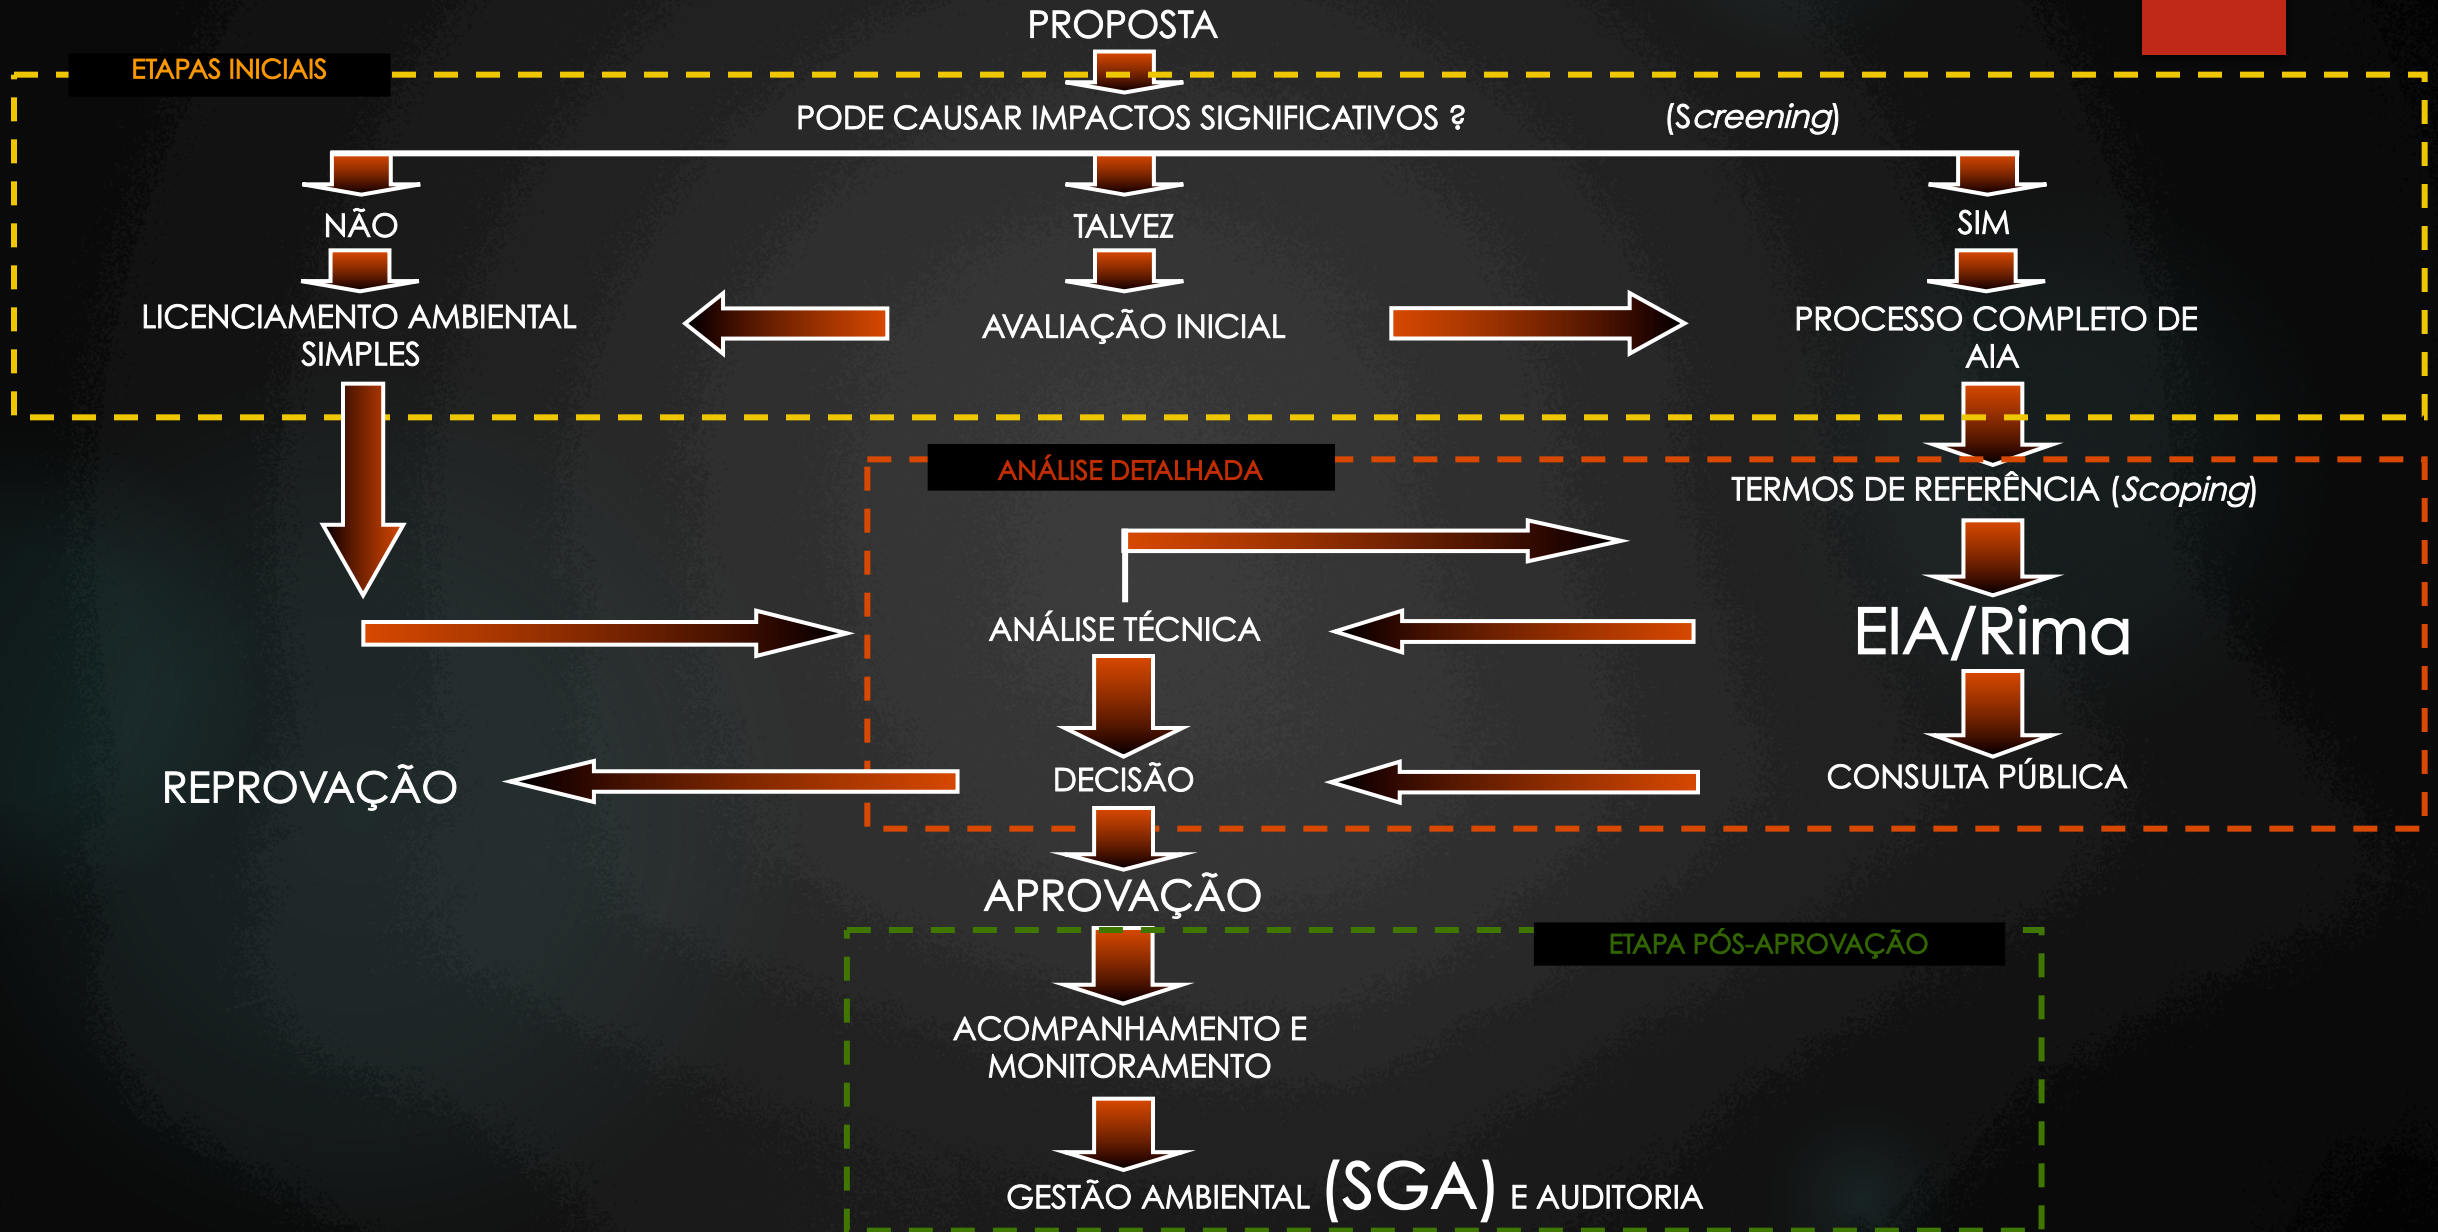 PROPOSTA
ETAPAS INICIAIS
PODE CAUSAR IMPACTOS SIGNIFICATIVOS ? (Screening)
NÃO
TALVEZ
SIM
LICENCIAMENTO AMBIENTAL
SIMPLES
AVALIAÇÃO INICIAL
PROCESSO COMPLETO DE
AIA
ANÁLISE DETALHADA
TERMOS DE REFERÊNCIA (Scoping)
ANÁLISE TÉCNICA
EIA/Rima
REPROVAÇÃO
DECISÃO
CONSULTA PÚBLICA
APROVAÇÃO
ETAPA PÓS-APROVAÇÃO
ACOMPANHAMENTO E
MONITORAMENTO
GESTÃO AMBIENTAL (SGA) E AUDITORIA